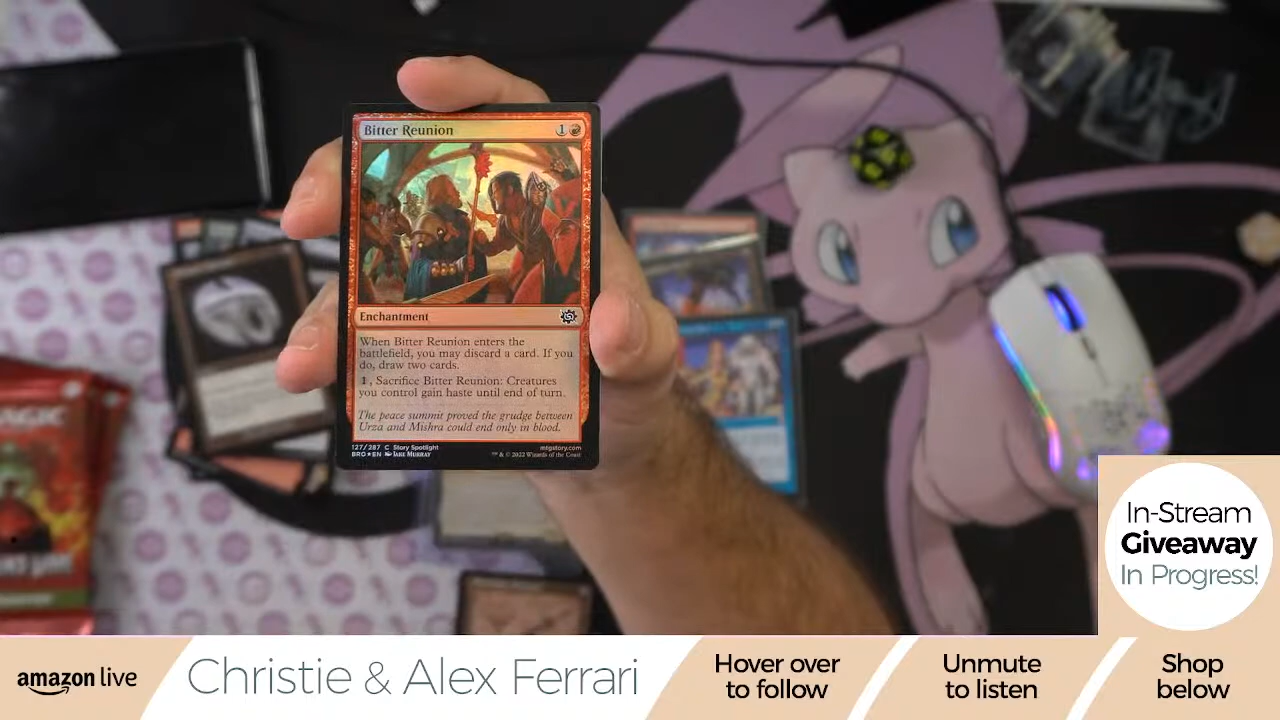 Bitter Reunion 1
Enchantment
When Bitter Reunion enters the
battlefield, you may discard a card. If you
do, draw two cards.
1, Sacrifice Bitter Reunion: Creatures
you control gain haste until end of turn.
The peace summit proved the grudge between
Urza and Mishra could end only in blood.
127/287 C Story Spotlight mtgstory.com
BRO EN Jake Murray ™ & © 2022 Wizards of the Coast
MAGIC
In-Stream
Giveaway
In Progress!
amazon live
Christie & Alex Ferrari
Hover over
to follow
Unmute
to listen
Shop
below